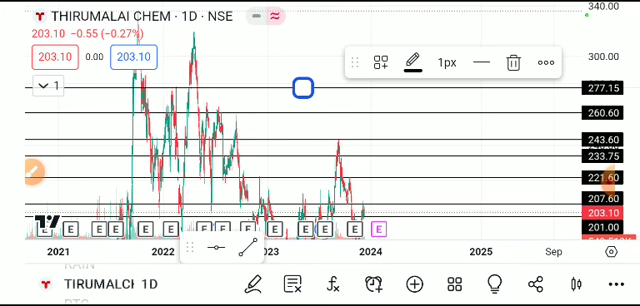 THIRUMALAI CHEM · 1D · NSE
203.10 −0.55 (−0.27%)
203.10 0.00 203.10
1
1px
400.00
300.00
277.15
260.60
243.60
233.75
221.60
207.60
203.10
201.00
E E E E E E E E E E E E E E
2021 2022 2023 2024 2025 Sep
TIRUMALCH 1D